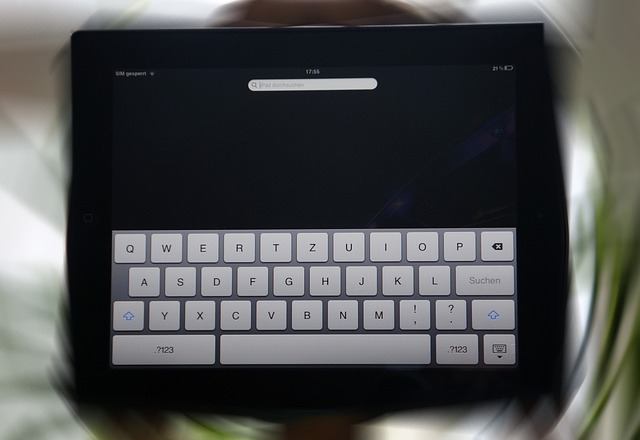 SIM gesperrt 17:55 21 %
iPad durchsuchen
Q W E R T Z U I O P
A S D F G H J K L Suchen
Y X C V B N M ! , ? .
.?123 .?123